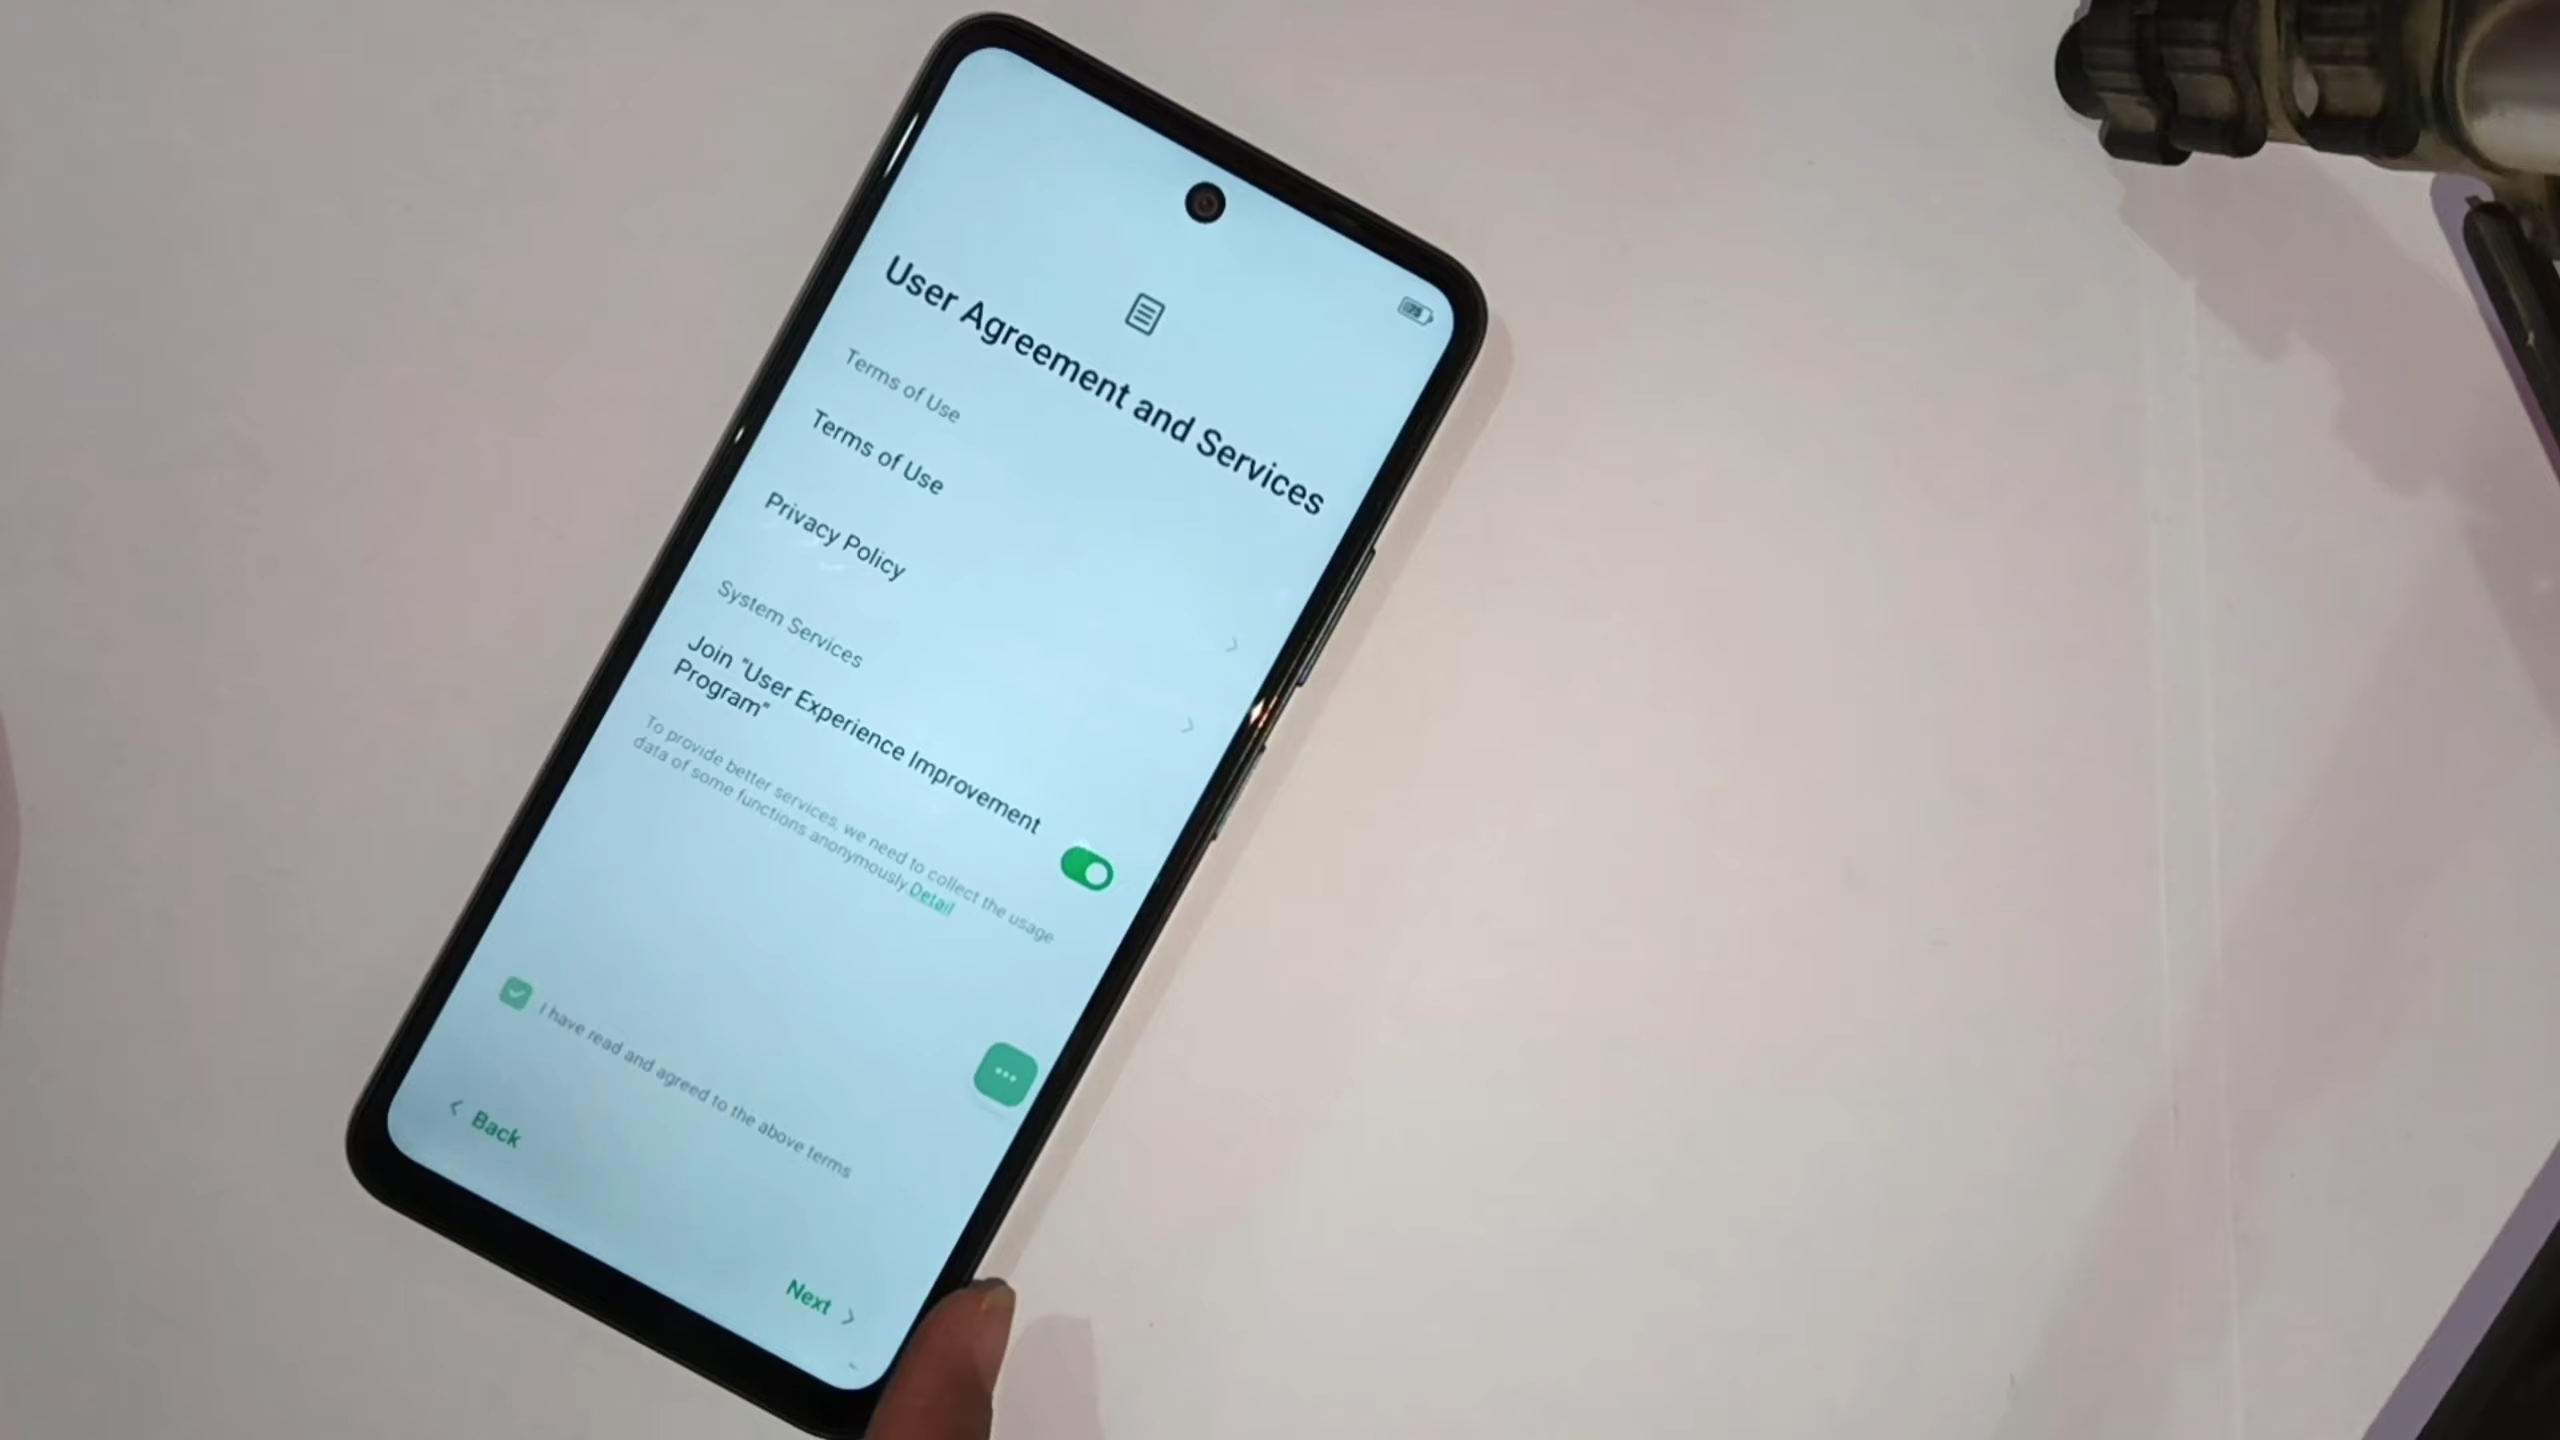 User Agreement and Services
Terms of Use
Terms of Use
Privacy Policy
System Services
Join "User Experience Improvement
Program"
To provide better services, we need to collect the usage
data of some functions anonymously. Detail
I have read and agreed to the above terms
Back
Next